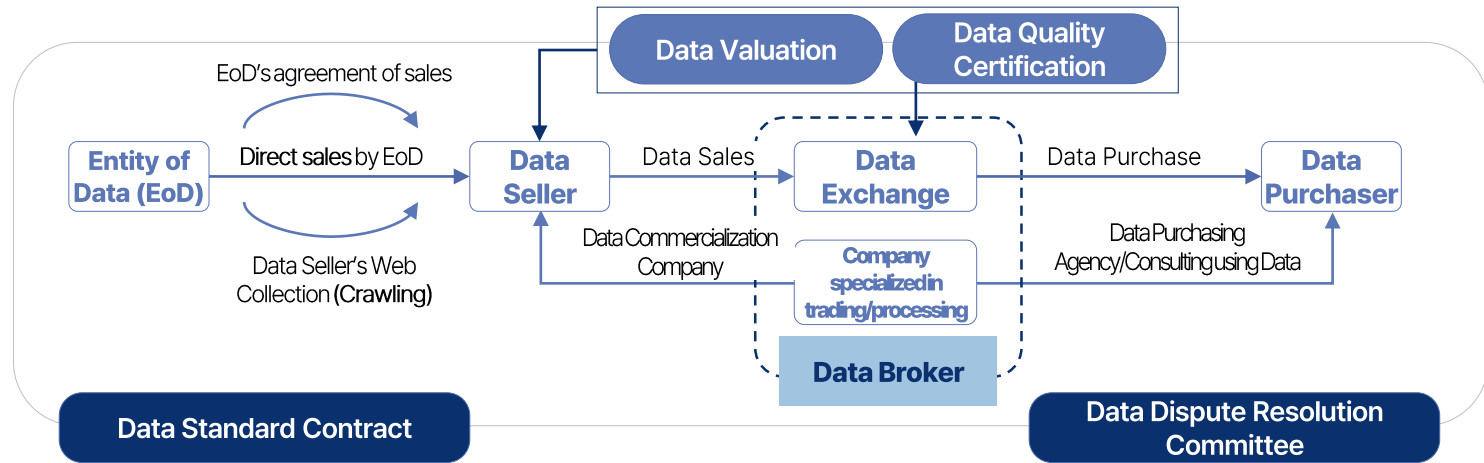 Data Valuation
Data Quality
Certification
EoD's agreement of sales
Entity of
Data (EoD)
Direct sales by EoD
Data Seller's Web
Collection (Crawling)
Data
Seller
Data Sales
Data
Exchange
Data Purchase
Data
Purchaser
Data Commercialization
Company
Company
specialized in
trading/processing
Data Purchasing
Agency/Consulting using Data
Data Broker
Data Standard Contract
Data Dispute Resolution
Committee